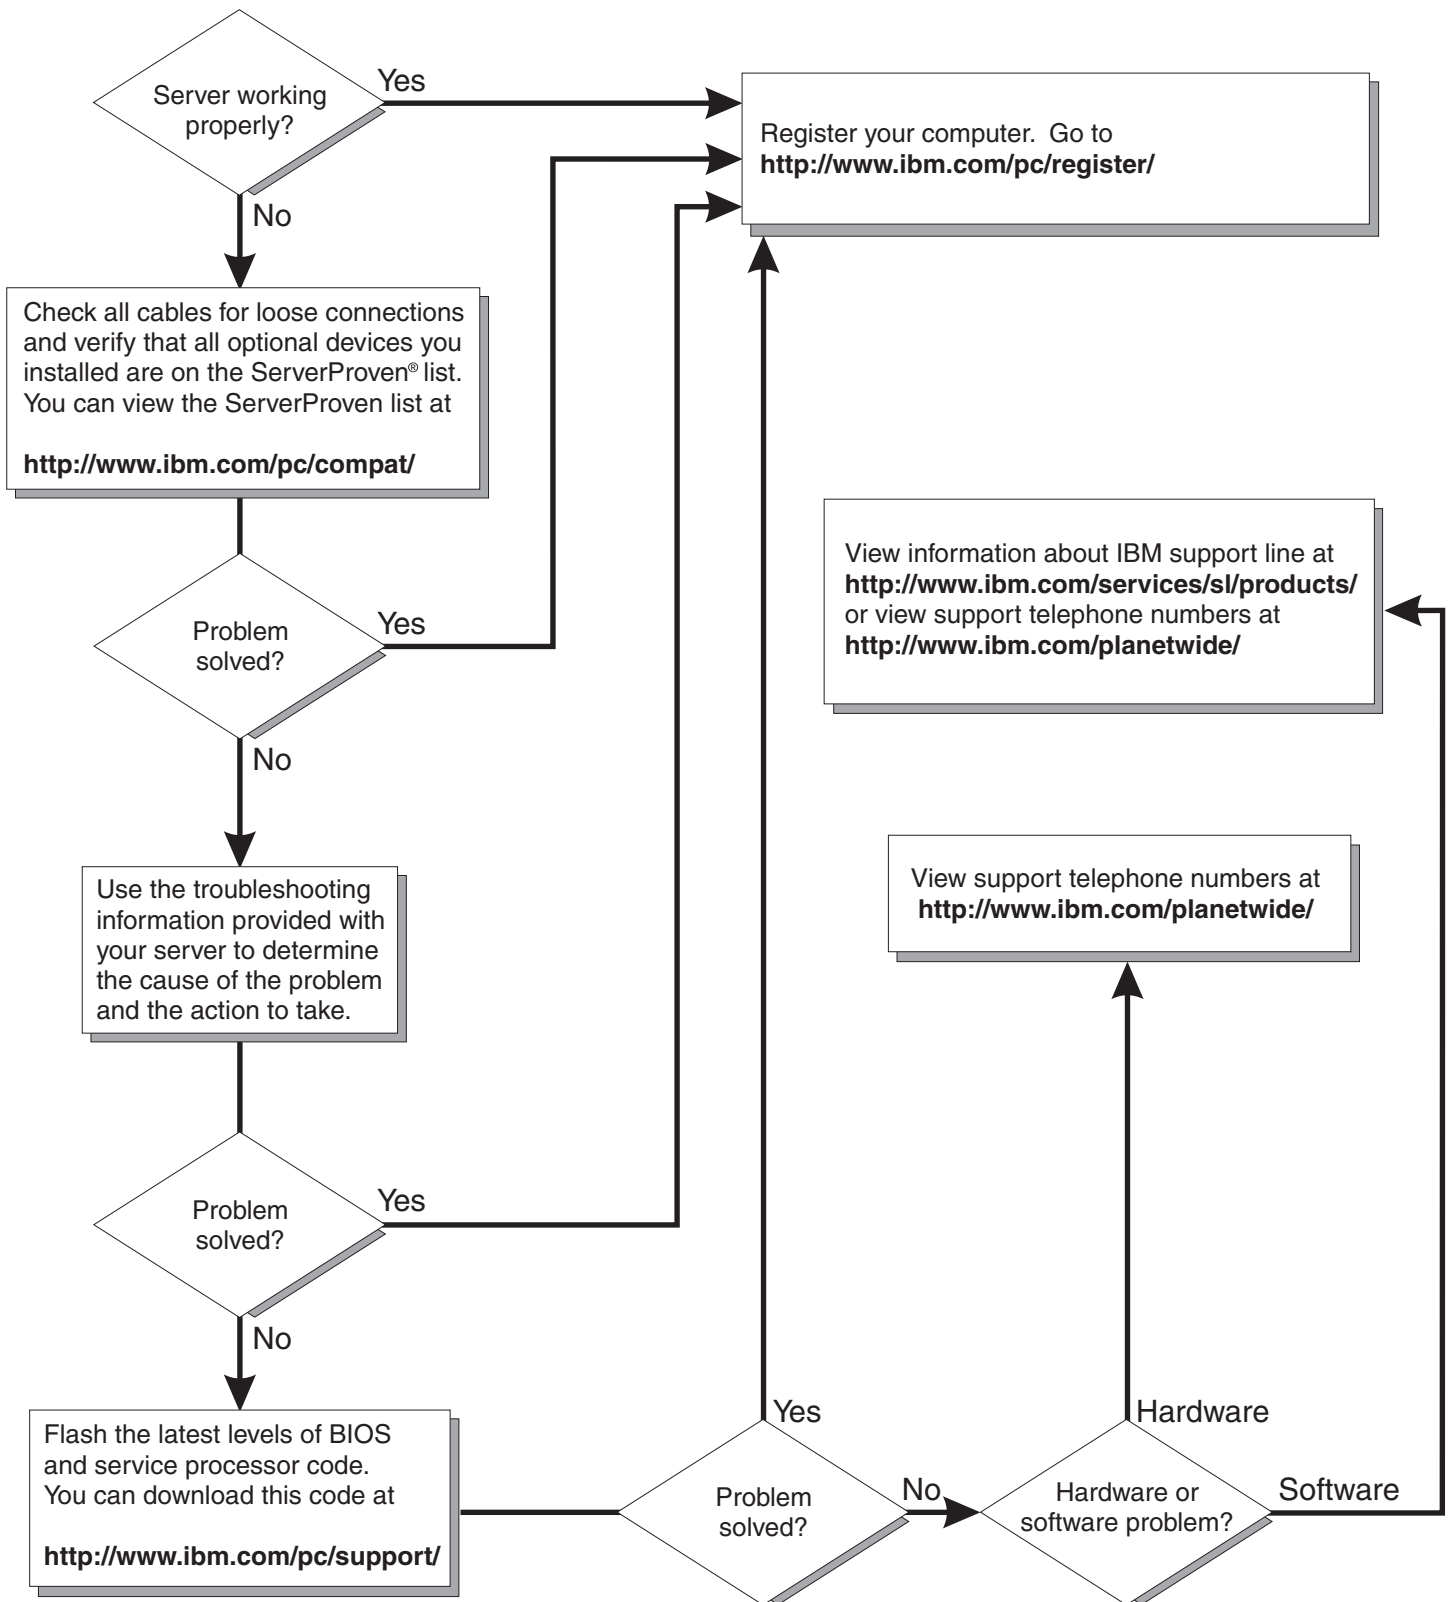 Server working
properly?
Yes
No
Register your computer.  Go to
http://www.ibm.com/pc/register/
Check all cables for loose connections
and verify that all optional devices you
installed are on the ServerProven® list.
You can view the ServerProven list at
http://www.ibm.com/pc/compat/
Problem
solved?
Yes
No
View information about IBM support line at
http://www.ibm.com/services/sl/products/
or view support telephone numbers at
http://www.ibm.com/planetwide/
Use the troubleshooting
information provided with
your server to determine
the cause of the problem
and the action to take.
View support telephone numbers at
http://www.ibm.com/planetwide/
Problem
solved?
Yes
No
Flash the latest levels of BIOS
and service processor code.
You can download this code at
http://www.ibm.com/pc/support/
Problem
solved?
Yes
No
Hardware or
software problem?
Hardware
Software